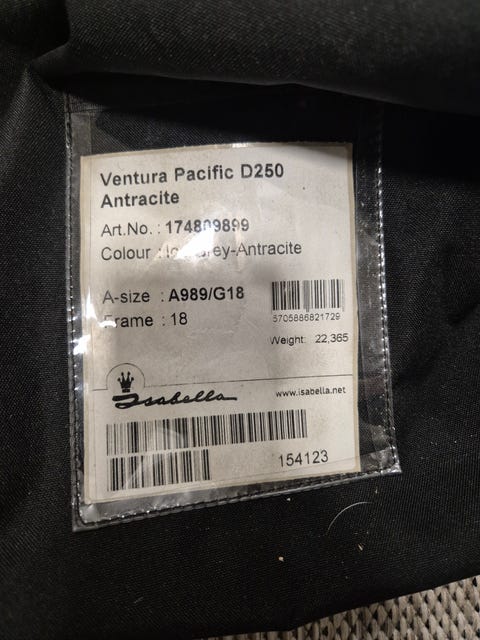 Ventura Pacific D250
Antracite
Art.No. : 174809899
Colour : Grey-Antracite
A-size : A989/G18
Frame : 18
5705886821729
Weight: 22,365
Isabella
www.isabella.net
154123